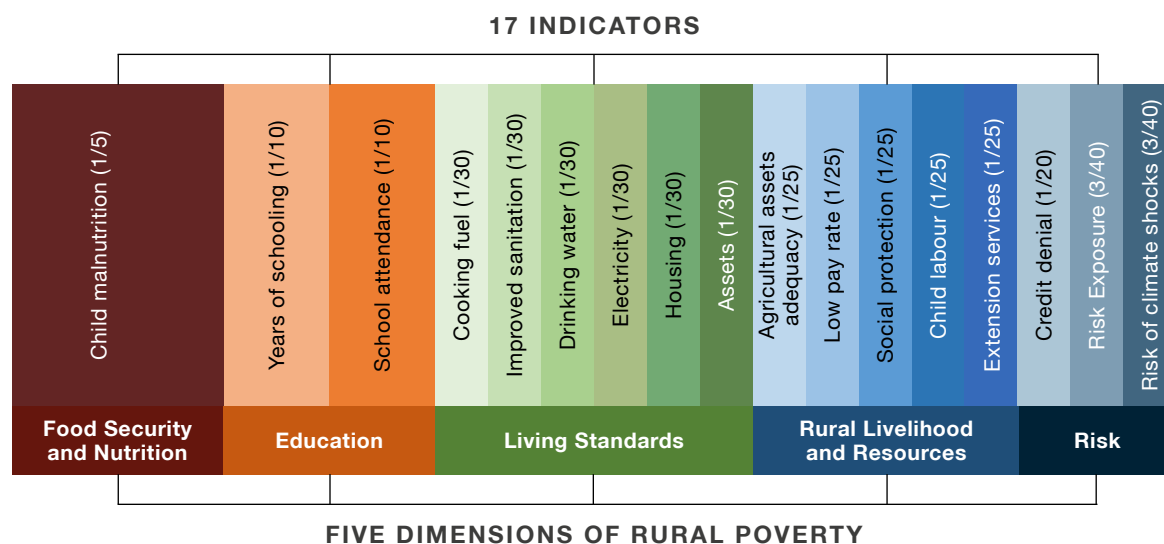 17 INDICATORS
Child malnutrition (1/5)
Years of schooling (1/10)
School attendance (1/10)
Cooking fuel (1/30)
Improved sanitation (1/30)
Drinking water (1/30)
Electricity (1/30)
Housing (1/30)
Assets (1/30)
Agricultural assets
adequacy (1/25)
Low pay rate (1/25)
Social protection (1/25)
Child labour (1/25)
Extension services (1/25)
Credit denial (1/20)
Risk Exposure (3/40)
Risk of climate shocks (3/40)
Food Security
and Nutrition
Education
Living Standards
Rural Livelihood
and Resources
Risk
FIVE DIMENSIONS OF RURAL POVERTY